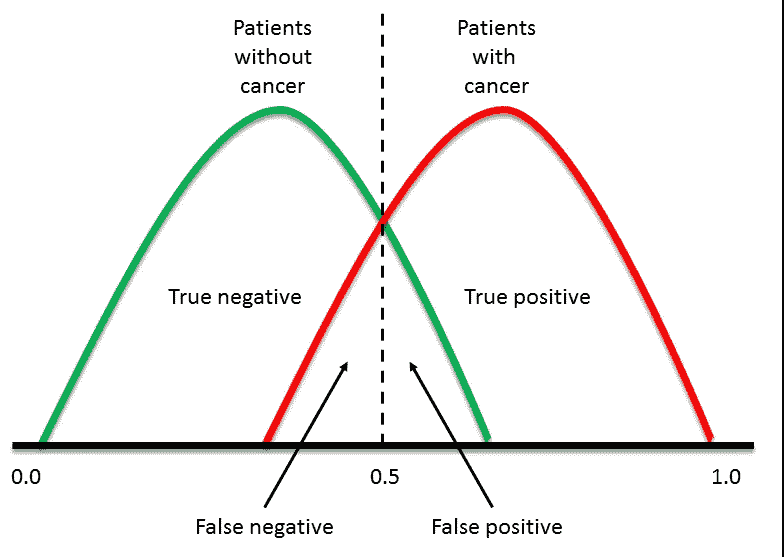 Patients
without
cancer
Patients
with
cancer
True negative
True positive
0.0
0.5
1.0
False negative
False positive